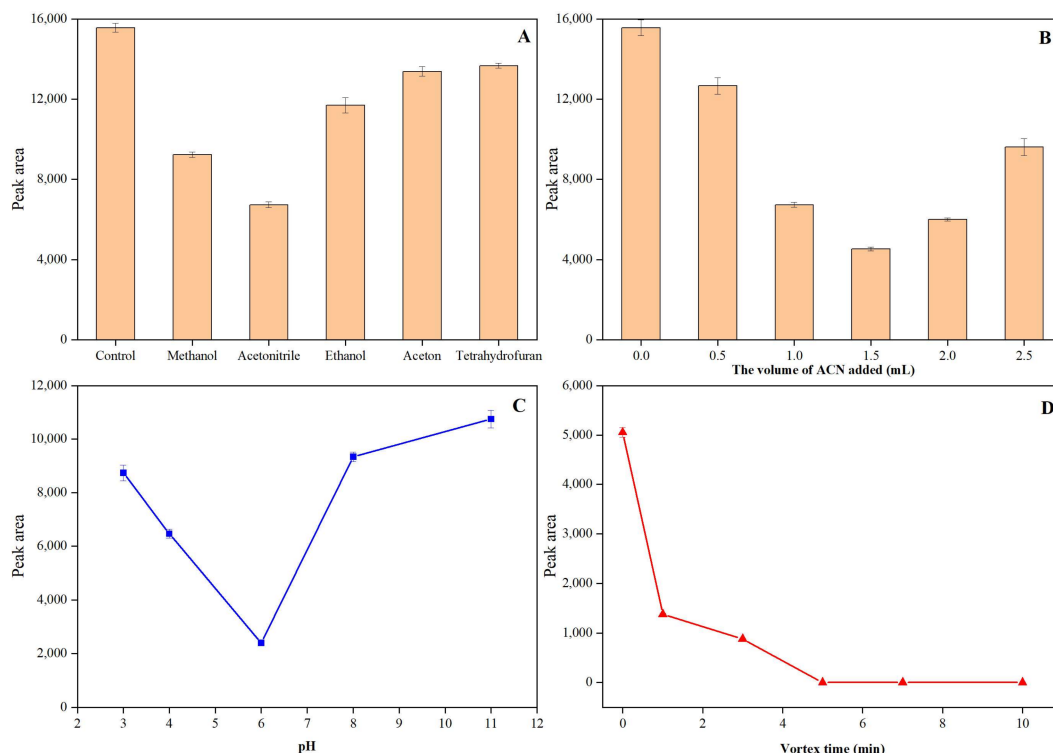 A
Peak area
16,000
12,000
8,000
4,000
0
Control Methanol Acetonitrile Ethanol Aceton Tetrahydrofuran
B
Peak area
16,000
12,000
8,000
4,000
0
0.0 0.5 1.0 1.5 2.0 2.5
The volume of ACN added (mL)
C
Peak area
12,000
10,000
8,000
6,000
4,000
2,000
0
2 3 4 5 6 7 8 9 10 11 12
pH
D
Peak area
6,000
5,000
4,000
3,000
2,000
1,000
0
0 2 4 6 8 10
Vortex time (min)